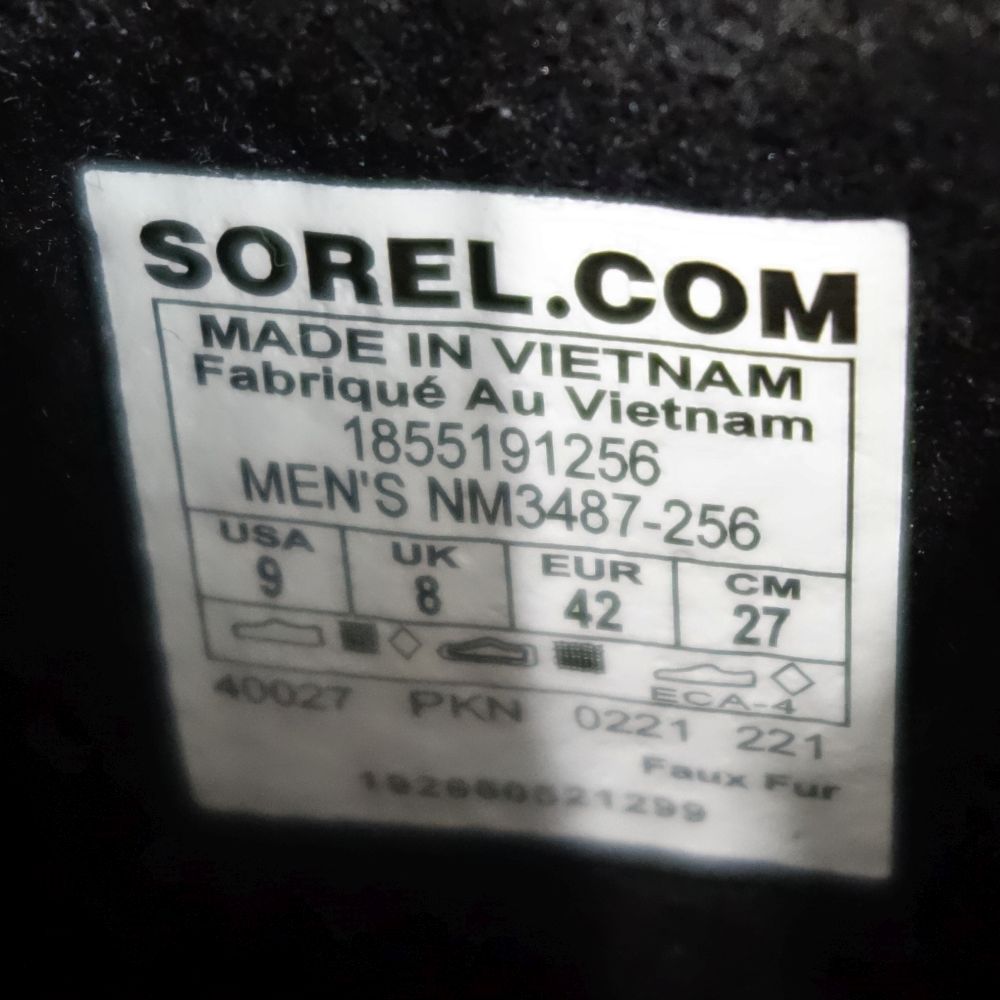 SOREL.COM
MADE IN VIETNAM
Fabriqué Au Vietnam
1855191256
MEN'S NM3487-256
USA UK EUR CM
9 8 42 27
ECA-4
40027 PKN 0221 221
Faux Fur